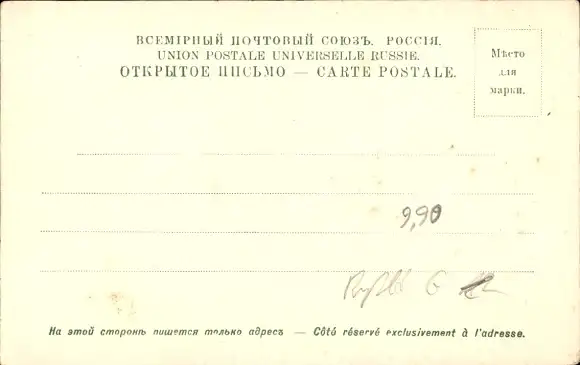 ВСЕМІРНЫЙ ПОЧТОВЫЙ СОЮЗЪ. РОССІЯ.
UNION POSTALE UNIVERSELLE RUSSIE.
ОТКРЫТОЕ ПИСЬМО — CARTE POSTALE.
Мѣсто
для
марки.
9,90
На этой сторонѣ пишется только адресъ — Côté réservé exclusivement à l'adresse.